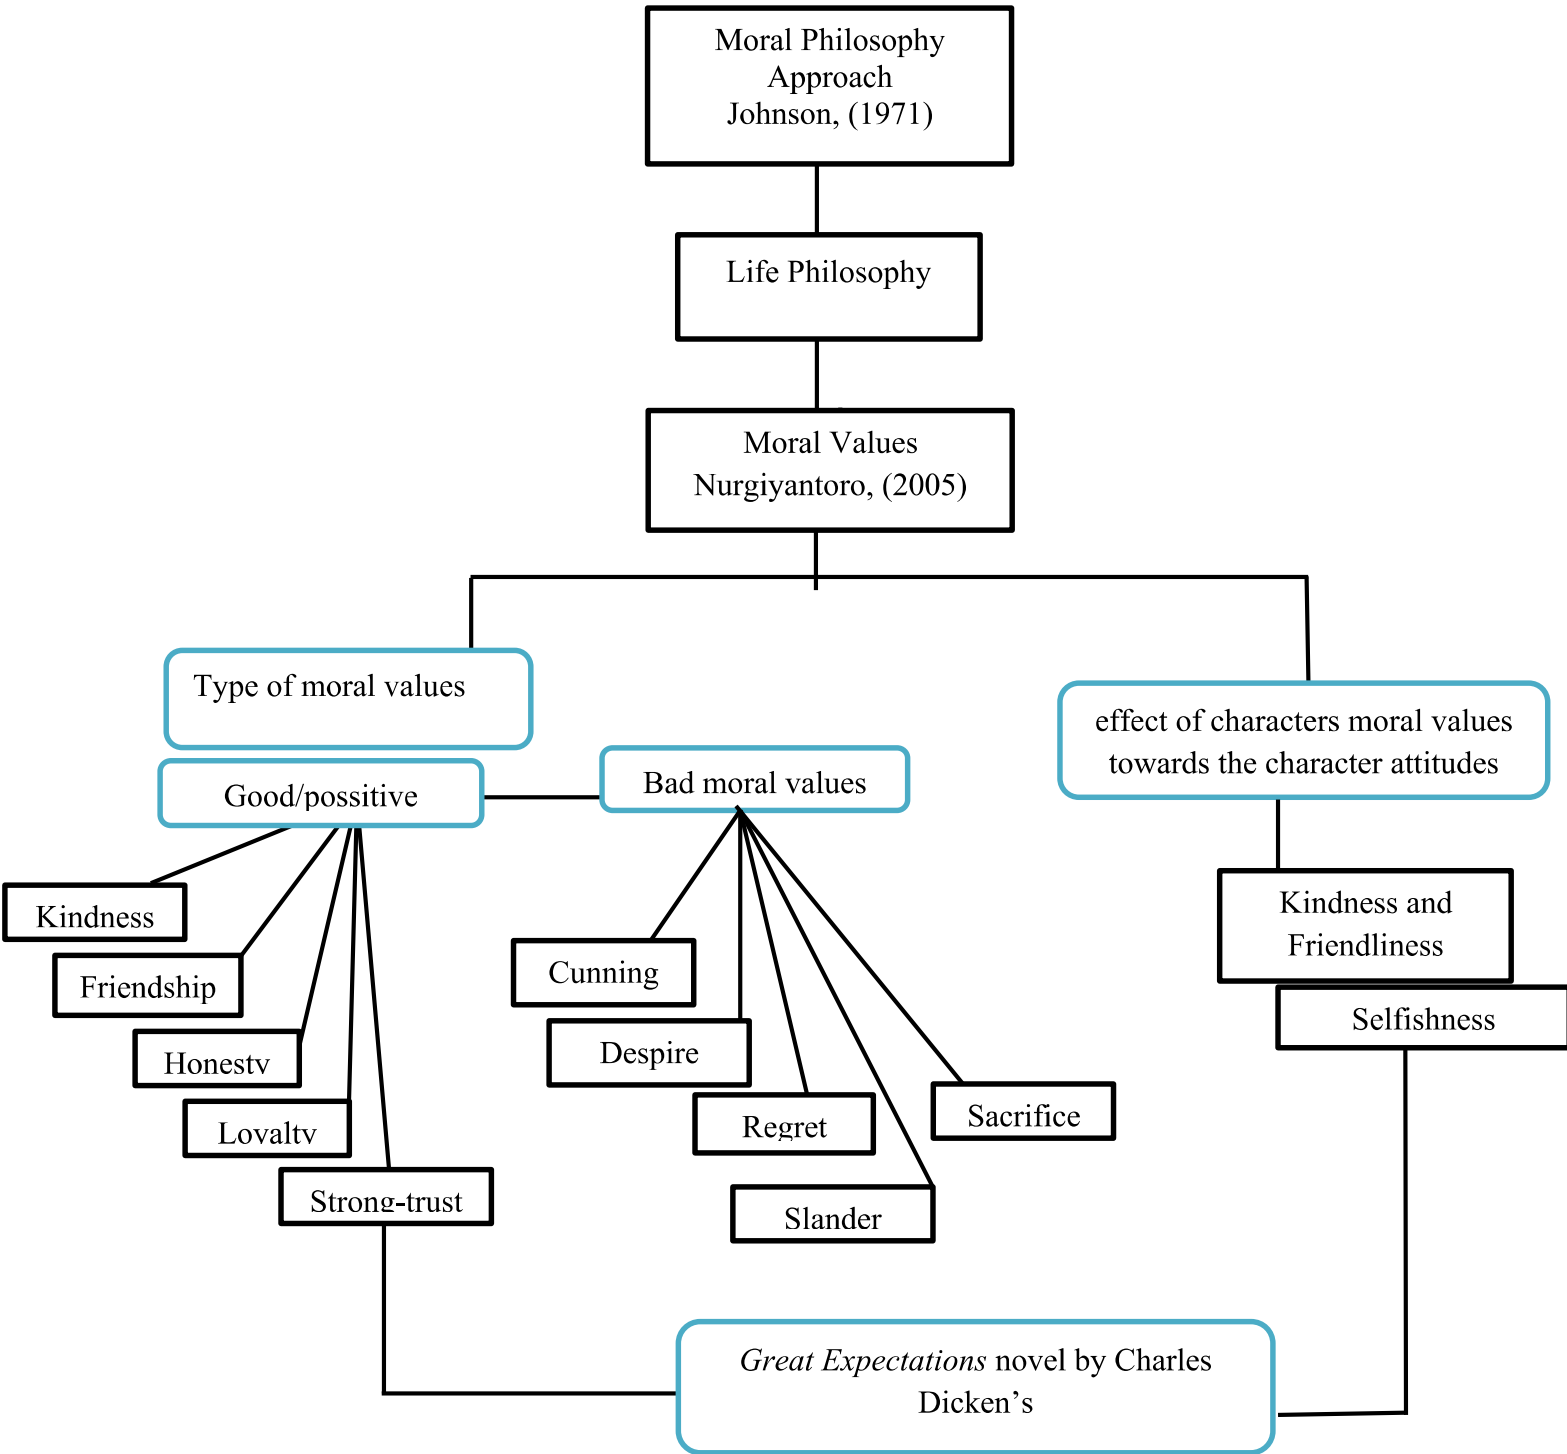 Moral Philosophy
Approach
Johnson, (1971)
Life Philosophy
Moral Values
Nurgiyantoro, (2005)
Type of moral values
effect of characters moral values
towards the character attitudes
Good/possitive
Bad moral values
Kindness
Friendship
Honesty
Loyalty
Strong-trust
Cunning
Despire
Regret
Slander
Sacrifice
Kindness and
Friendliness
Selfishness
Great Expectations novel by Charles
Dicken’s